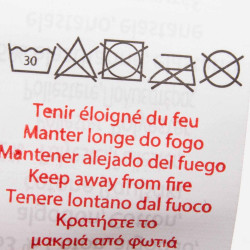 30
Tenir éloigné du feu
Manter longe do fogo
Mantener alejado del fuego
Keep away from fire
Tenere lontano dal fuoco
Κρατήστε το
μακριά από φωτιά